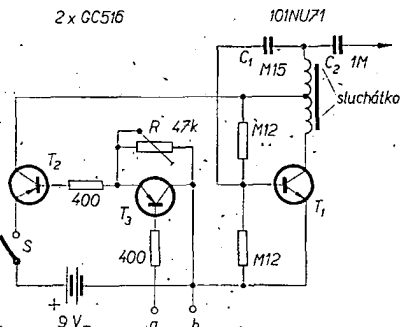 2 x GC516
101NU71
C1
M15
C2
1M
sluchátko
R
47k
M12
T2
400
T3
T1
S
400
M12
+
9 V
-
a
b